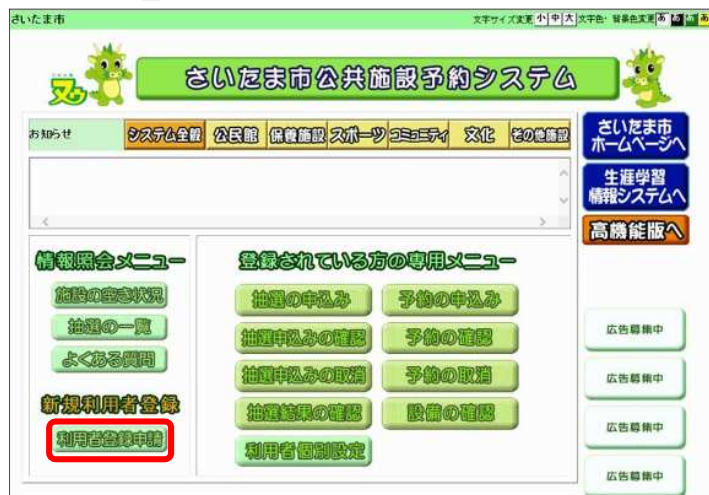 さいたま市
文字サイズ変更 小 中 大 文字色・背景色変更 あ あ あ あ
ヌゥ
さいたま市公共施設予約システム
お知らせ
システム全般 公民館 保養施設 スポーツ コミュニティ 文化 その他施設
さいたま市
ホームページへ
生涯学習
情報システムへ
高機能版へ
情報照会メニュー
施設の空き状況
抽選の一覧
よくある質問
新規利用者登録
利用者登録申請
登録されている方の専用メニュー
抽選の申込み 予約の申込み
抽選申込みの確認 予約の確認
抽選申込みの取消 予約の取消
抽選結果の確認 設備の確認
利用者個別設定
広告募集中
広告募集中
広告募集中
広告募集中